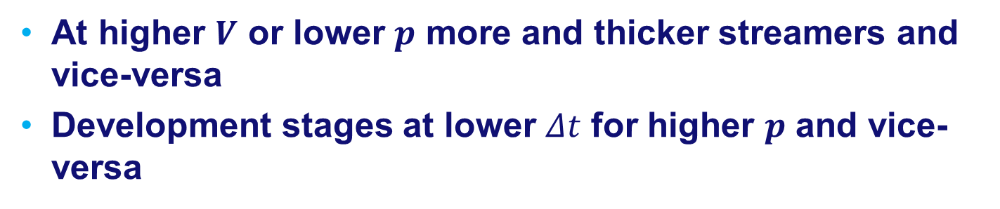 • At higher V or lower p more and thicker streamers and
vice-versa
• Development stages at lower Δt for higher p and vice-
versa